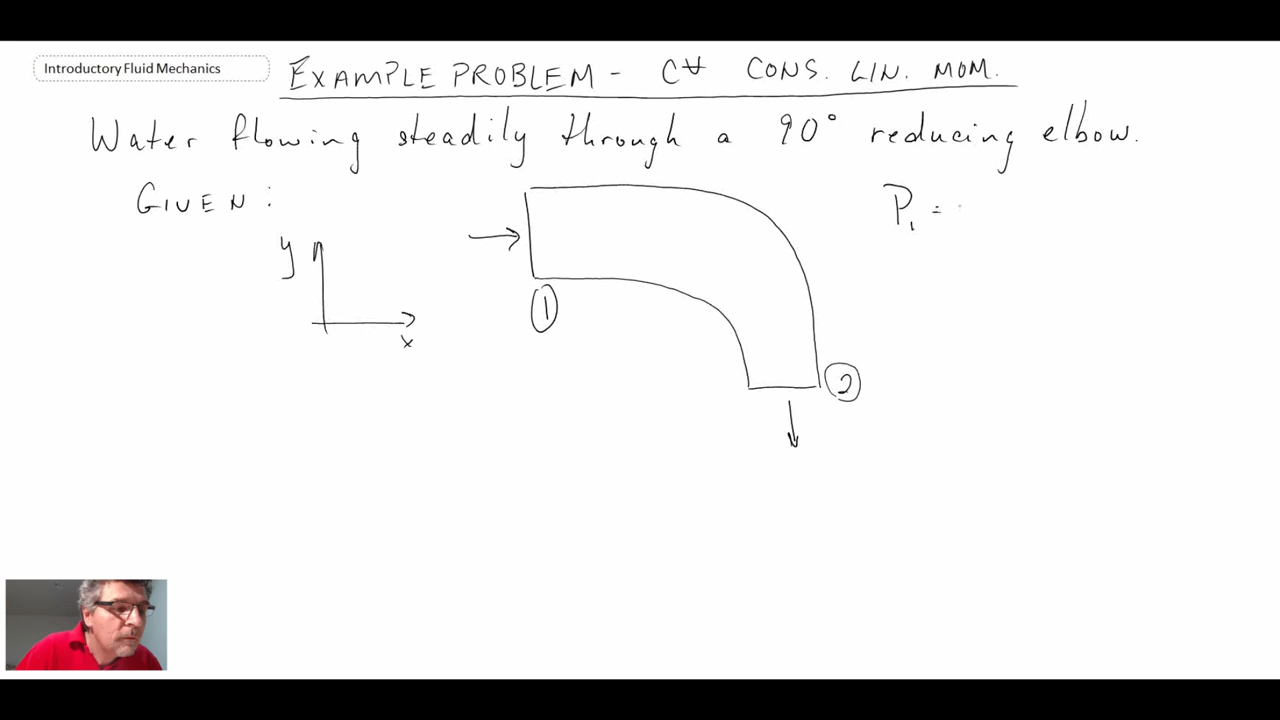 Introductory Fluid Mechanics
EXAMPLE PROBLEM - C∀ CONS. LIN. MOM.
Water flowing steadily through a 90° reducing elbow.
GIVEN:
P₁ =
y
x
①
②